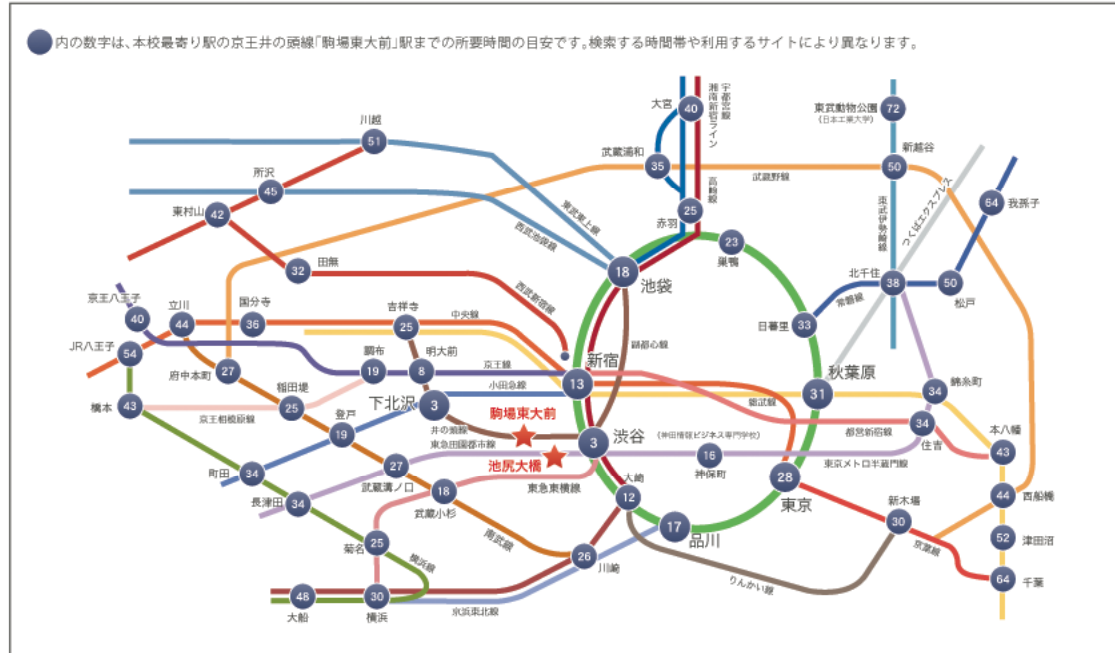 内の数字は、本校最寄り駅の京王井の頭線「駒場東大前」駅までの所要時間の目安です。検索する時間帯や利用するサイトにより異なります。
大宮
40
宇都宮線
湘南新宿ライン
東武動物公園
72
(日本工業大学)
川越
51
武蔵浦和
35
新越谷
50
武蔵野線
所沢
45
高崎線
東武伊勢崎線
つくばエクスプレス
64
我孫子
東村山
42
東武東上線
西武池袋線
赤羽
25
23
巣鴨
田無
32
18
池袋
北千住
38
50
松戸
常磐線
京王八王子
40
立川
44
国分寺
36
中央線
吉祥寺
25
西武新宿線
副都心線
日暮里
33
JR八王子
54
調布
19
明大前
8
京王線
新宿
13
秋葉原
31
府中本町
27
稲田堤
25
小田急線
総武線
錦糸町
34
橋本
43
京王相模原線
登戸
19
下北沢
3
駒場東大前
井の頭線
渋谷
3
(神田情報ビジネス専門学校)
都営新宿線
34
住吉
本八幡
43
東急田園都市線
池尻大橋
16
神保町
東京メトロ半蔵門線
町田
34
27
武蔵溝ノ口
18
武蔵小杉
東急東横線
大崎
12
28
東京
44
西船橋
長津田
34
17
品川
新木場
30
京葉線
52
津田沼
菊名
25
横浜線
南武線
26
川崎
りんかい線
64
千葉
48
大船
30
横浜
京浜東北線